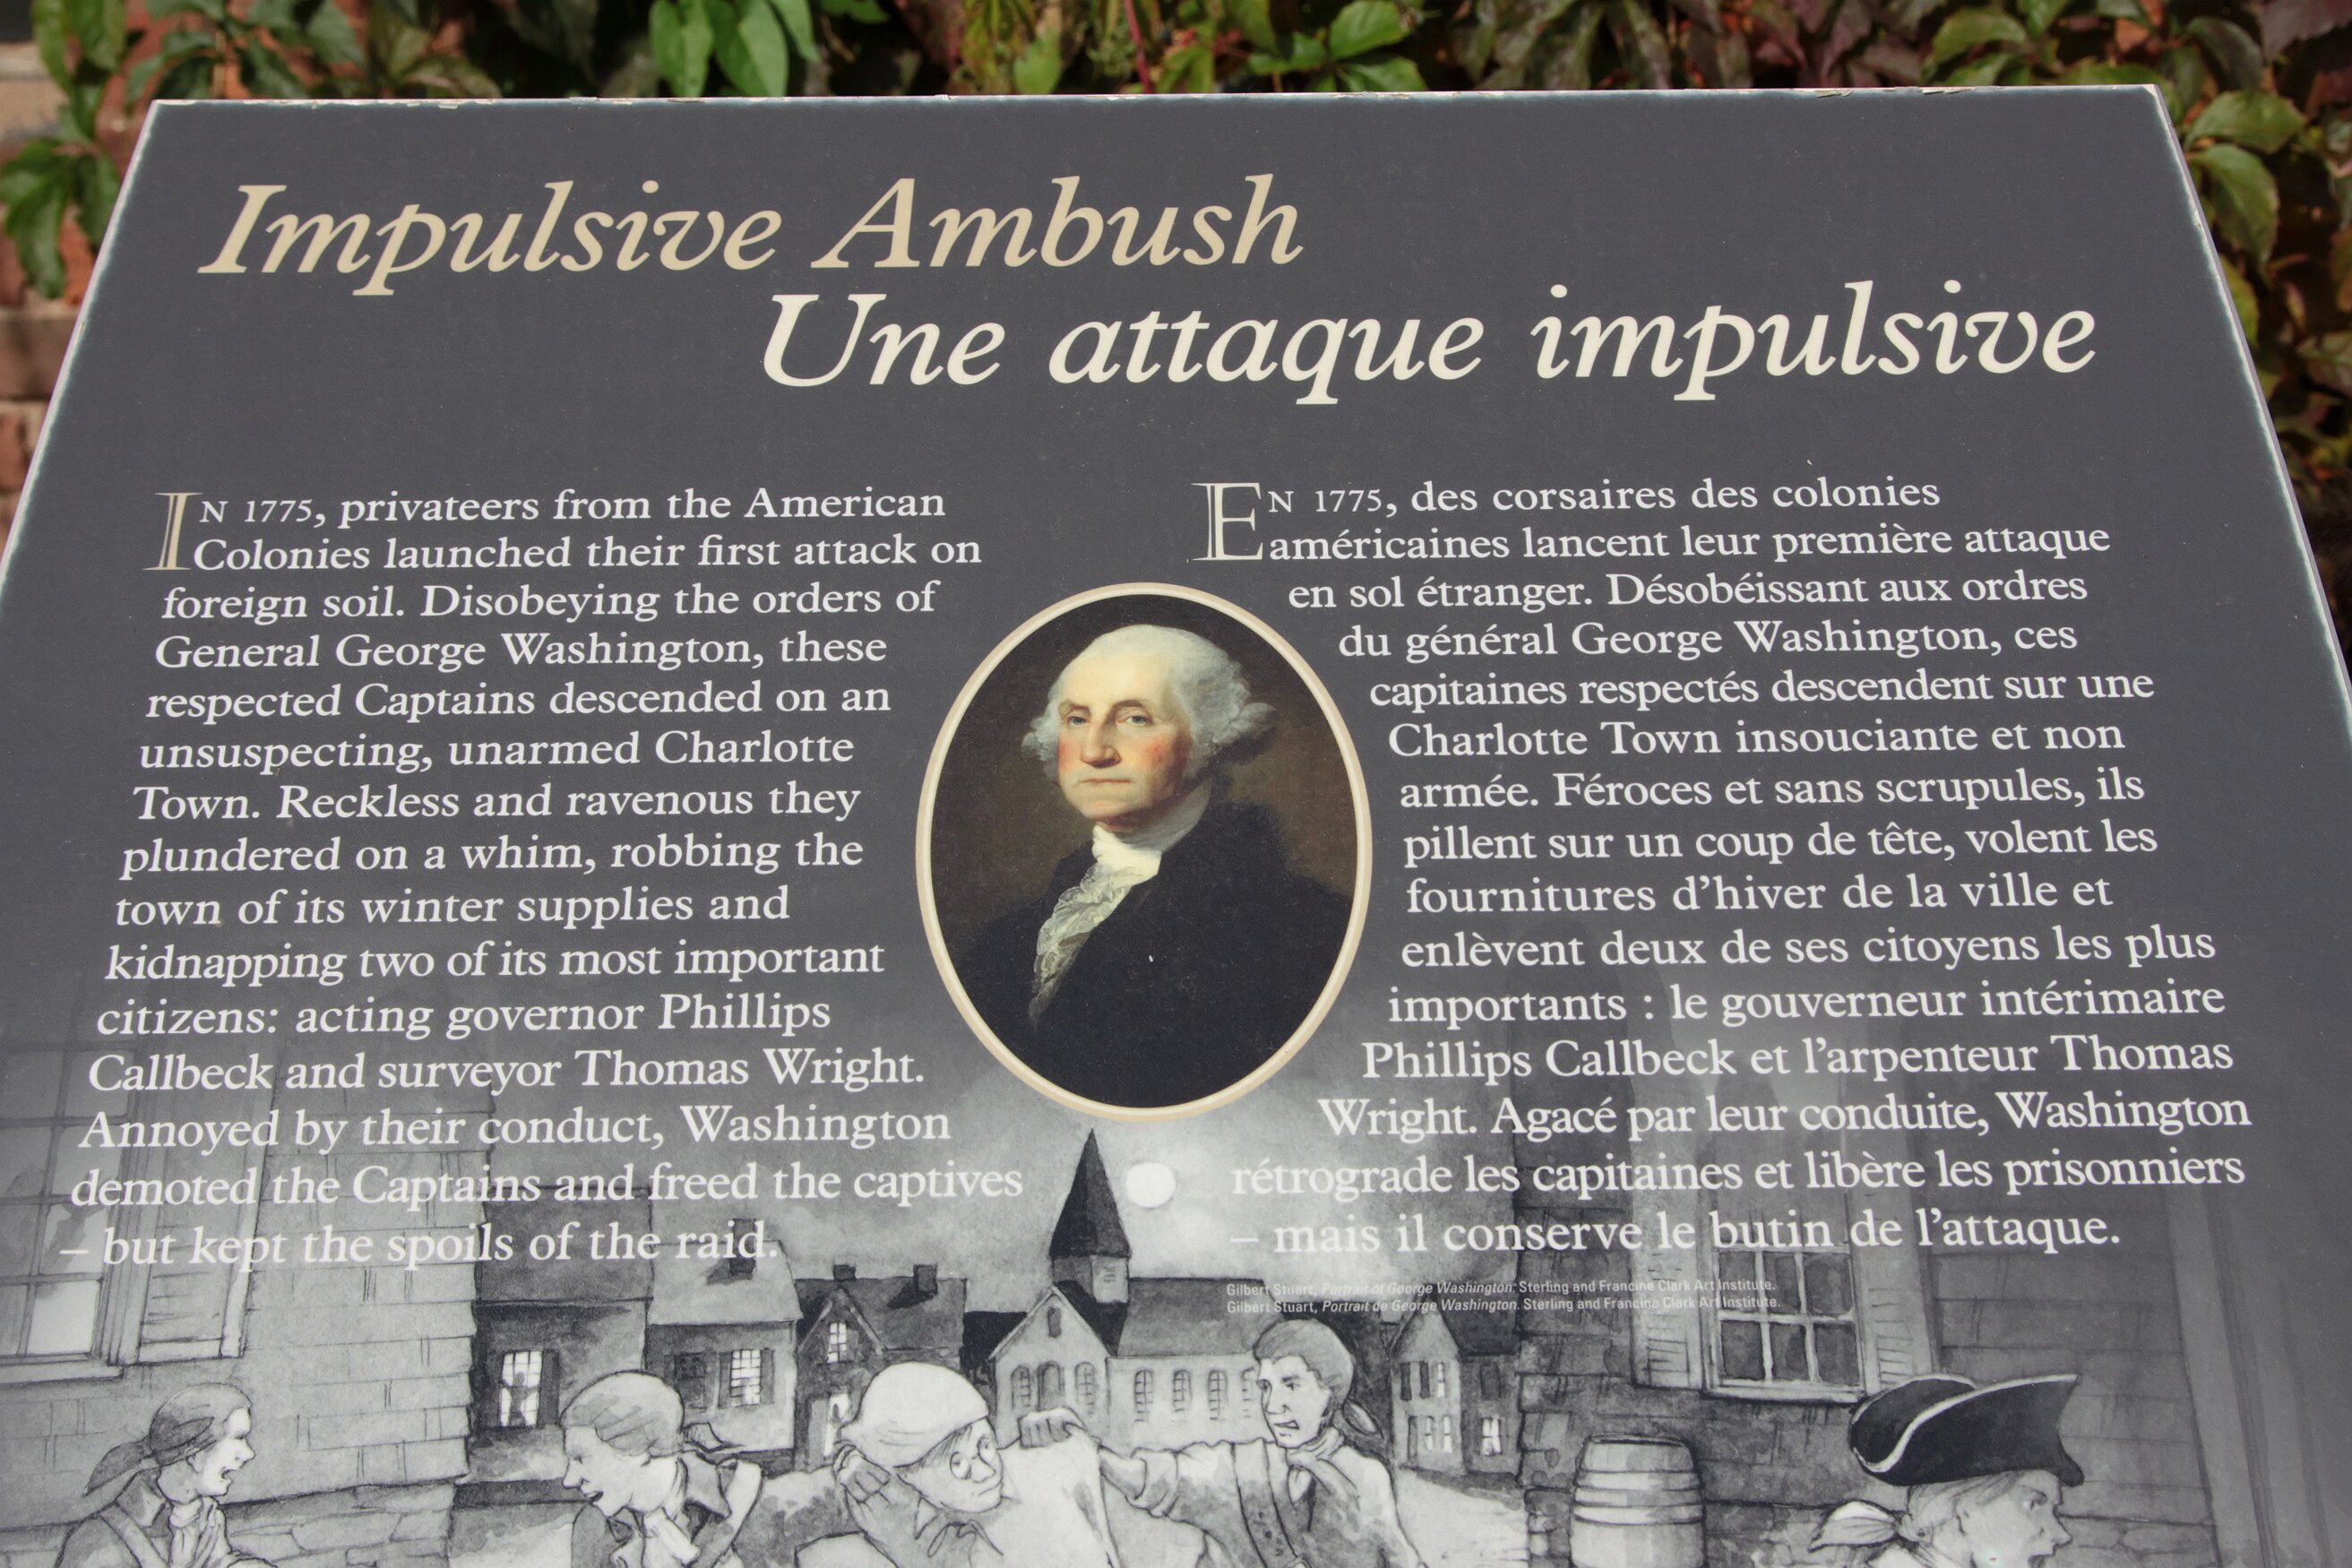 Impulsive Ambush
Une attaque impulsive
IN 1775, privateers from the American
Colonies launched their first attack on
foreign soil. Disobeying the orders of
General George Washington, these
respected Captains descended on an
unsuspecting, unarmed Charlotte
Town. Reckless and ravenous they
plundered on a whim, robbing the
town of its winter supplies and
kidnapping two of its most important
citizens: acting governor Phillips
Callbeck and surveyor Thomas Wright.
Annoyed by their conduct, Washington
demoted the Captains and freed the captives
– but kept the spoils of the raid.
EN 1775, des corsaires des colonies
américaines lancent leur première attaque
en sol étranger. Désobéissant aux ordres
du général George Washington, ces
capitaines respectés descendent sur une
Charlotte Town insouciante et non
armée. Féroces et sans scrupules, ils
pillent sur un coup de tête, volent les
fournitures d’hiver de la ville et
enlèvent deux de ses citoyens les plus
importants : le gouverneur intérimaire
Phillips Callbeck et l’arpenteur Thomas
Wright. Agacé par leur conduite, Washington
rétrograde les capitaines et libère les prisonniers
– mais il conserve le butin de l’attaque.
Gilbert Stuart, Portrait of George Washington. Sterling and Francine Clark Art Institute.
Gilbert Stuart, Portrait de George Washington. Sterling and Francine Clark Art Institute.